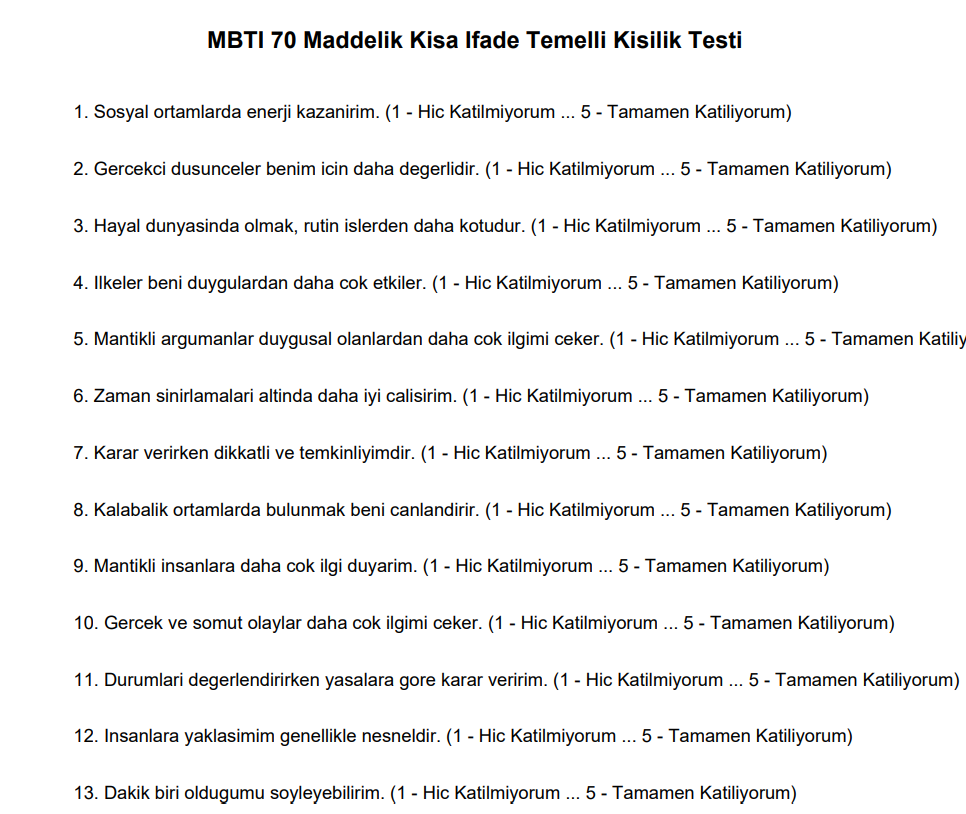 MBTI 70 Maddelik Kisa Ifade Temelli Kisilik Testi
1. Sosyal ortamlarda enerji kazanirim. (1 - Hic Katilmiyorum ... 5 - Tamamen Katiliyorum)
2. Gercekci dusunceler benim icin daha degerlidir. (1 - Hic Katilmiyorum ... 5 - Tamamen Katiliyorum)
3. Hayal dunyasinda olmak, rutin islerden daha kotudur. (1 - Hic Katilmiyorum ... 5 - Tamamen Katiliyorum)
4. Ilkeler beni duygulardan daha cok etkiler. (1 - Hic Katilmiyorum ... 5 - Tamamen Katiliyorum)
5. Mantikli argumanlar duygusal olanlardan daha cok ilgimi ceker. (1 - Hic Katilmiyorum ... 5 - Tamamen Katiliy
6. Zaman sinirlamalari altinda daha iyi calisirim. (1 - Hic Katilmiyorum ... 5 - Tamamen Katiliyorum)
7. Karar verirken dikkatli ve temkinliyimdir. (1 - Hic Katilmiyorum ... 5 - Tamamen Katiliyorum)
8. Kalabalik ortamlarda bulunmak beni canlandirir. (1 - Hic Katilmiyorum ... 5 - Tamamen Katiliyorum)
9. Mantikli insanlara daha cok ilgi duyarim. (1 - Hic Katilmiyorum ... 5 - Tamamen Katiliyorum)
10. Gercek ve somut olaylar daha cok ilgimi ceker. (1 - Hic Katilmiyorum ... 5 - Tamamen Katiliyorum)
11. Durumlari degerlendirirken yasalara gore karar veririm. (1 - Hic Katilmiyorum ... 5 - Tamamen Katiliyorum)
12. Insanlara yaklasimim genellikle nesneldir. (1 - Hic Katilmiyorum ... 5 - Tamamen Katiliyorum)
13. Dakik biri oldugumu soyleyebilirim. (1 - Hic Katilmiyorum ... 5 - Tamamen Katiliyorum)